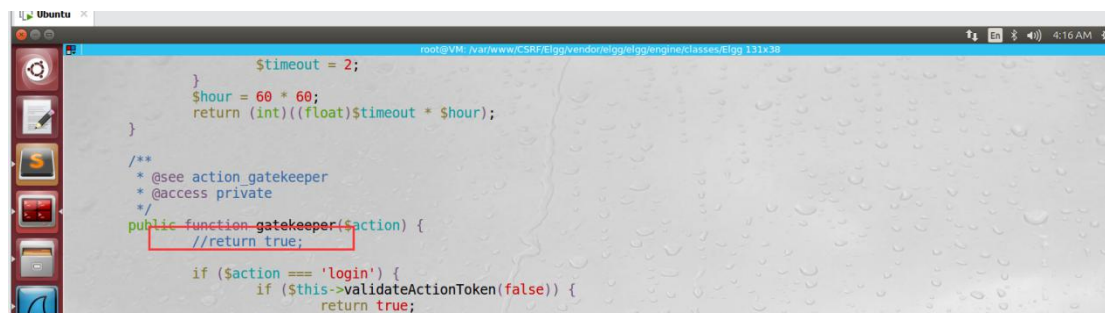 Ubuntu ×
En 4:16 AM
root@VM: /var/www/CSRF/Elgg/vendor/elgg/elgg/engine/classes/Elgg 131x38
$timeout = 2;
}
$hour = 60 * 60;
return (int)((float)$timeout * $hour);
}
/**
* @see action_gatekeeper
* @access private
*/
public function gatekeeper($action) {
//return true;
if ($action === 'login') {
if ($this->validateActionToken(false)) {
return true;